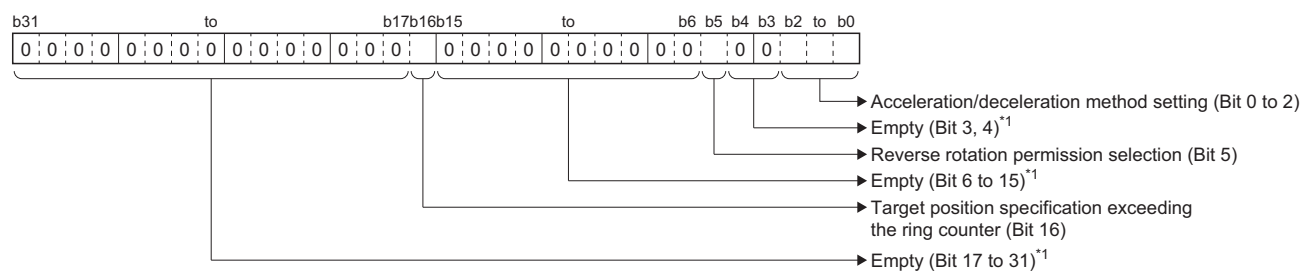 b31 to b17b16b15 to b6 b5 b4 b3 b2 to b0
0 0 0 0 0 0 0 0 0 0 0 0 0 0 0 0 0 0 0 0 0 0 0 0 0 0 0
Acceleration/deceleration method setting (Bit 0 to 2)
Empty (Bit 3, 4)*1
Reverse rotation permission selection (Bit 5)
Empty (Bit 6 to 15)*1
Target position specification exceeding
the ring counter (Bit 16)
Empty (Bit 17 to 31)*1